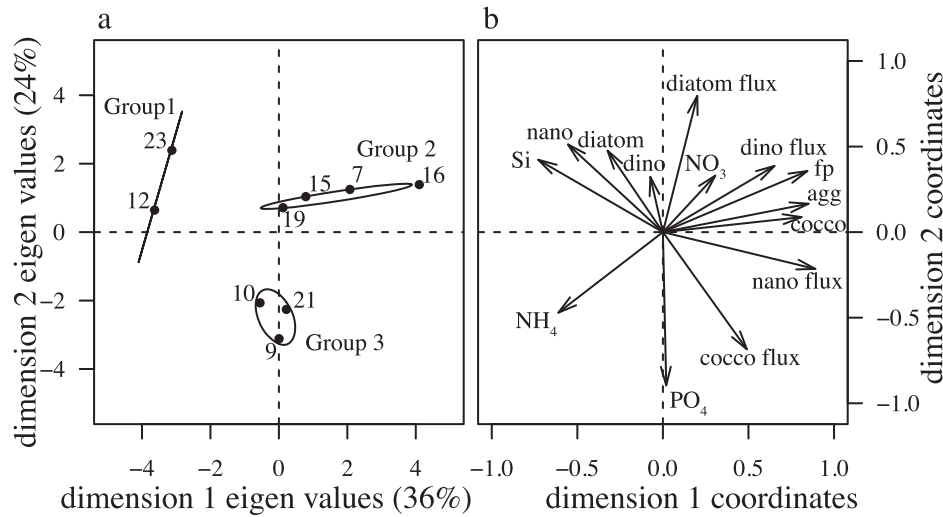 a
b
dimension 2 eigen values (24%)
4
2
0
−2
−4
Group1
23
12
Group 2
16
7
15
19
10
21
9
Group 3
−4
−2
0
2
4
dimension 1 eigen values (36%)
diatom flux
nano
diatom
Si
dino
NO3
dino flux
fp
agg
cocco
nano flux
NH4
cocco flux
PO4
1.0
0.5
0.0
−0.5
−1.0
dimension 2 coordinates
−1.0
−0.5
0.0
0.5
1.0
dimension 1 coordinates